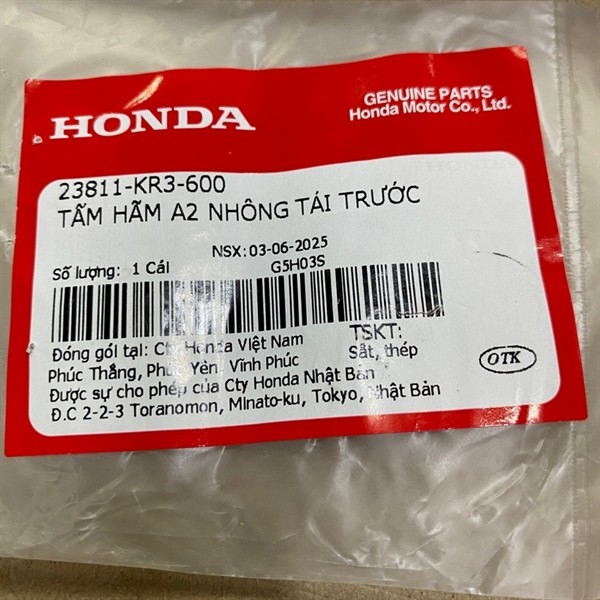 HONDA
GENUINE PARTS
Honda Motor Co., Ltd.
23811-KR3-600
TẤM HÃM A2 NHÔNG TÁI TRƯỚC
NSX: 03-06-2025
Số lượng: 1 Cái
G5H03S
Đóng gói tại: Cty Honda Việt Nam
TSKT:
Phúc Thắng, Phúc Yên, Vĩnh Phúc
Sắt, thép
Được sự cho phép của Cty Honda Nhật Bản
Đ.C 2-2-3 Toranomon, Minato-ku, Tokyo, Nhật Bản
OTK